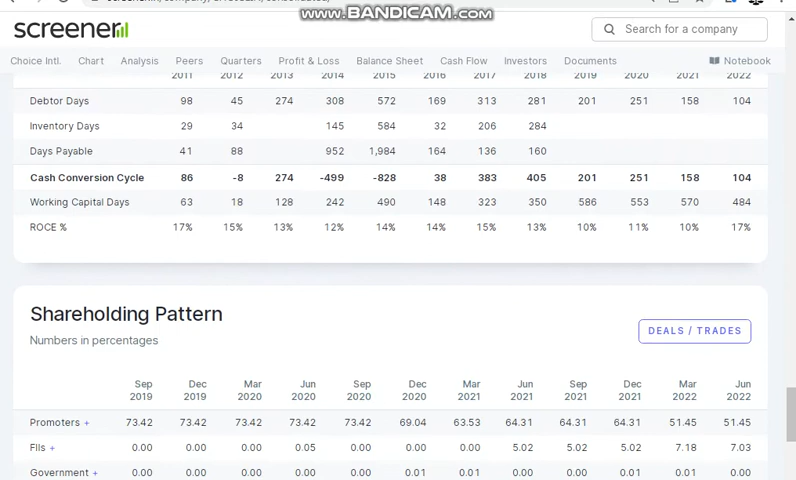 www.BANDICAM.com
screener
Search for a company
Choice Intl. Chart Analysis Peers Quarters Profit & Loss Balance Sheet Cash Flow Investors Documents Notebook
2011 2012 2013 2014 2015 2016 2017 2018 2019 2020 2021 2022
Debtor Days 98 45 274 308 572 169 313 281 201 251 158 104
Inventory Days 29 34 145 584 32 206 284
Days Payable 41 88 952 1,984 164 136 160
Cash Conversion Cycle 86 -8 274 -499 -828 38 383 405 201 251 158 104
Working Capital Days 63 18 128 242 490 148 323 350 586 553 570 484
ROCE % 17% 15% 13% 12% 14% 14% 15% 13% 10% 11% 10% 17%
Shareholding Pattern
Numbers in percentages
DEALS / TRADES
Sep Dec Mar Jun Sep Dec Mar Jun Sep Dec Mar Jun
2019 2019 2020 2020 2020 2020 2021 2021 2021 2021 2022 2022
Promoters + 73.42 73.42 73.42 73.42 73.42 69.04 63.53 64.31 64.31 64.31 51.45 51.45
FIIs + 0.00 0.00 0.00 0.05 0.00 0.00 0.00 5.02 5.02 5.02 7.18 7.03
Government + 0.00 0.00 0.00 0.00 0.00 0.01 0.01 0.00 0.00 0.01 0.01 0.00